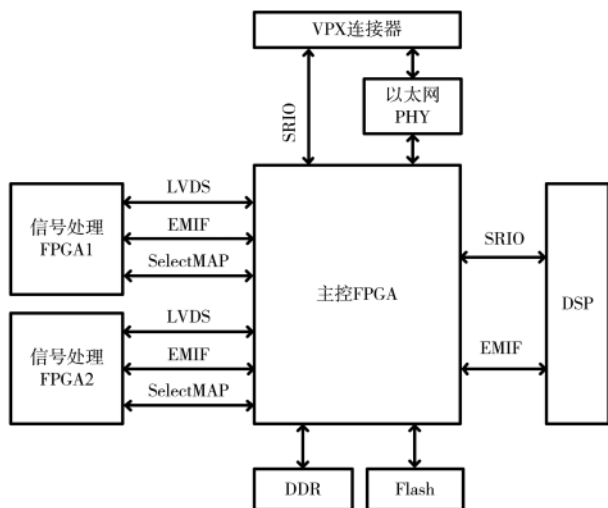 VPX连接器
SRIO
以太网
PHY
信号处理
FPGA1
LVDS
EMIF
SelectMAP
主控FPGA
SRIO
EMIF
DSP
信号处理
FPGA2
LVDS
EMIF
SelectMAP
DDR
Flash